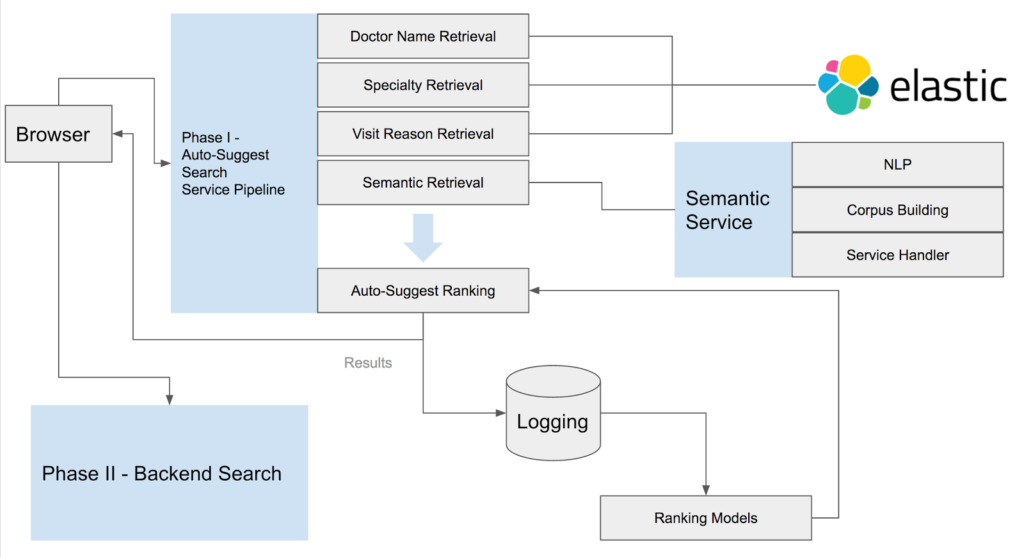 Doctor Name Retrieval
Specialty Retrieval
Visit Reason Retrieval
Semantic Retrieval
elastic
Browser
Phase I -
Auto-Suggest
Search
Service Pipeline
Semantic
Service
NLP
Corpus Building
Service Handler
Auto-Suggest Ranking
Results
Logging
Phase II - Backend Search
Ranking Models